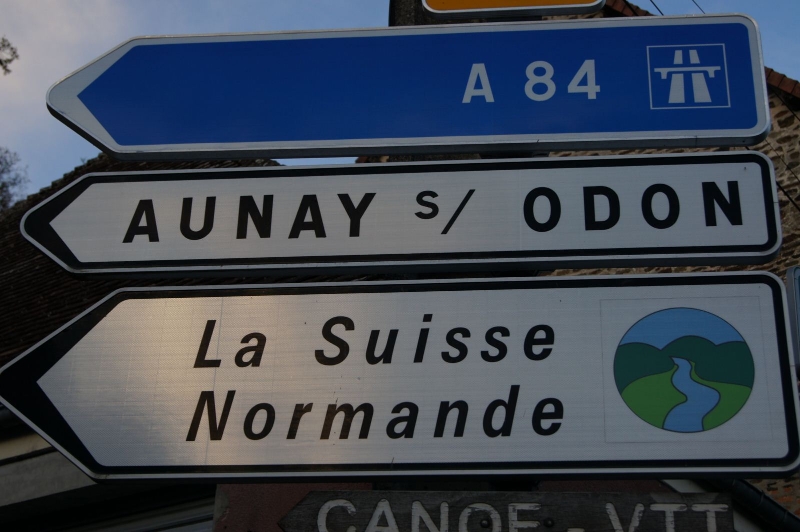 A 84
AUNAY s/ ODON
La Suisse
Normande
CANOE - VTT